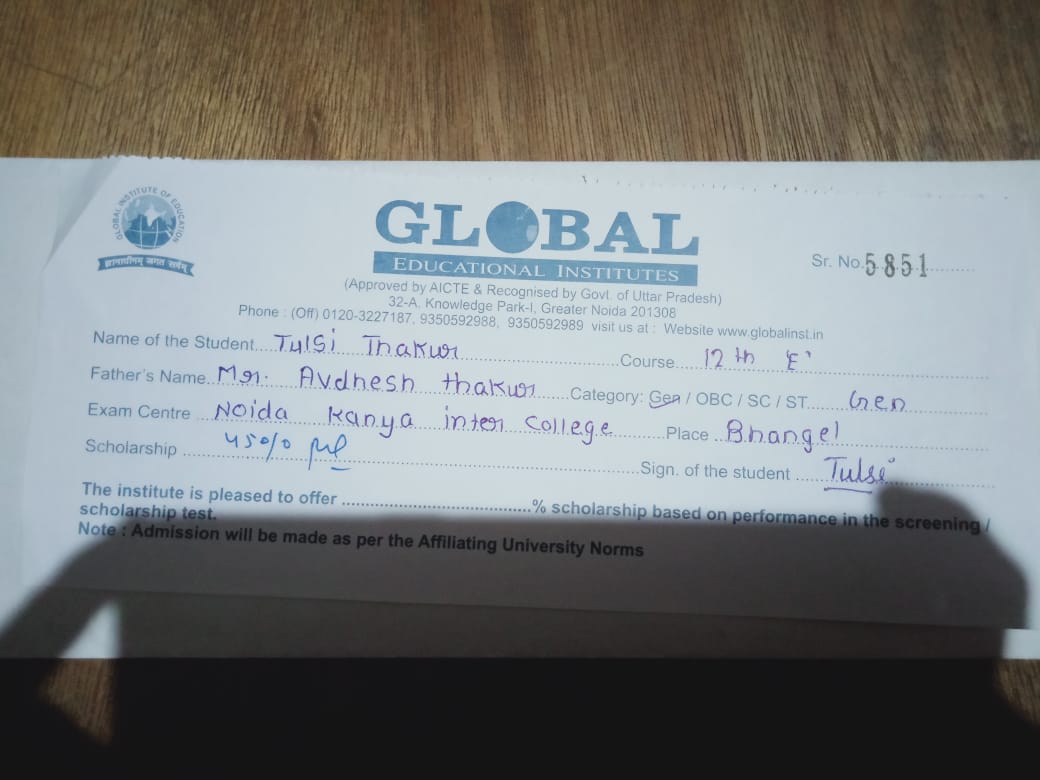 GLOBAL INSTITUTE OF EDUCATION
ज्ञानाधीनम् जगत सर्वम्
GLOBAL
EDUCATIONAL INSTITUTES
Sr. No. 5851
(Approved by AICTE & Recognised by Govt. of Uttar Pradesh)
32-A, Knowledge Park-I, Greater Noida 201308
Phone : (Off) 0120-3227187, 9350592988, 9350592989 visit us at : Website www.globalinst.in
Name of the Student Tulsi Thakur Course 12th 'E'
Father's Name Mr. Avdhesh thakur Category: Gen / OBC / SC / ST Gen
Exam Centre Noida Kanya inter College Place Bhangel
Scholarship 45% Sign. of the student Tulsi
The institute is pleased to offer % scholarship based on performance in the screening /
scholarship test.
Note : Admission will be made as per the Affiliating University Norms